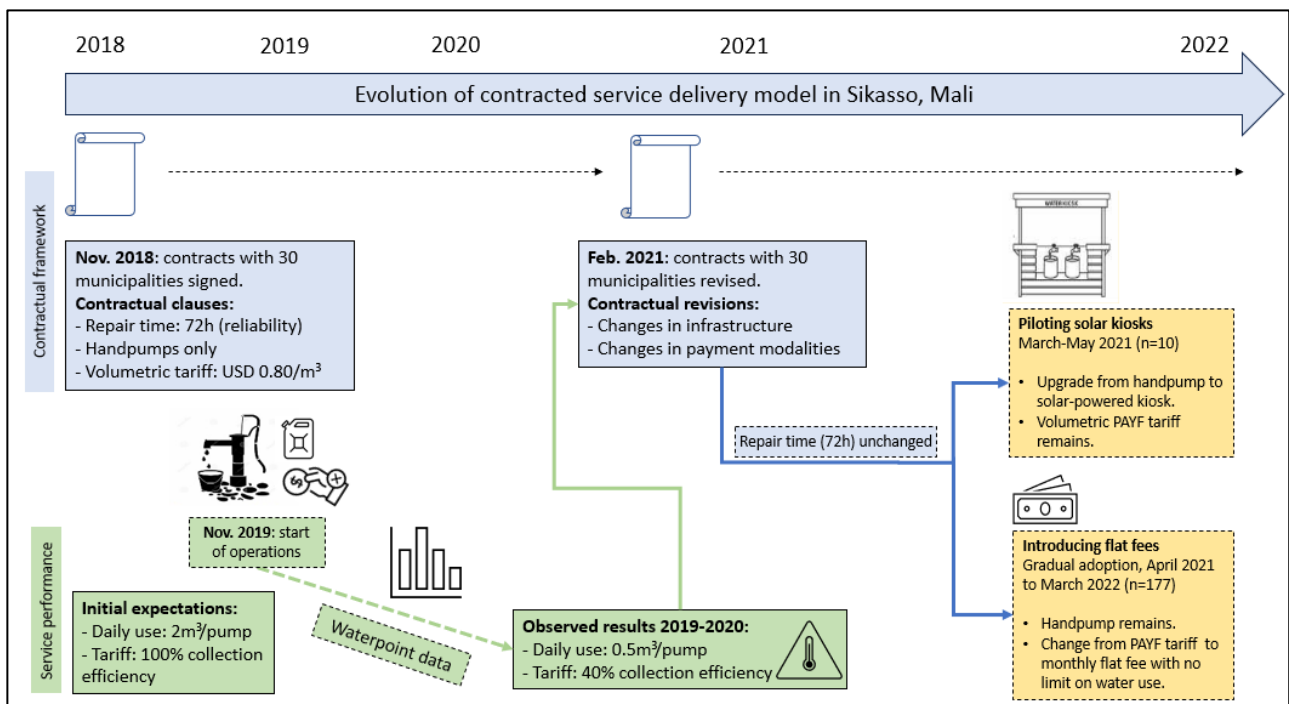 2018 2019 2020 2021 2022
Evolution of contracted service delivery model in Sikasso, Mali
Contractual framework
Nov. 2018: contracts with 30
municipalities signed.
Contractual clauses:
- Repair time: 72h (reliability)
- Handpumps only
- Volumetric tariff: USD 0.80/m³
Feb. 2021: contracts with 30
municipalities revised.
Contractual revisions:
- Changes in infrastructure
- Changes in payment modalities
WATER KIOSK
Piloting solar kiosks
March-May 2021 (n=10)
• Upgrade from handpump to
solar-powered kiosk.
• Volumetric PAYF tariff
remains.
Repair time (72h) unchanged
Service performance
Nov. 2019: start
of operations
Initial expectations:
- Daily use: 2m³/pump
- Tariff: 100% collection
efficiency
Waterpoint data
Observed results 2019-2020:
- Daily use: 0.5m³/pump
- Tariff: 40% collection efficiency
Introducing flat fees
Gradual adoption, April 2021
to March 2022 (n=177)
• Handpump remains.
• Change from PAYF tariff to
monthly flat fee with no
limit on water use.